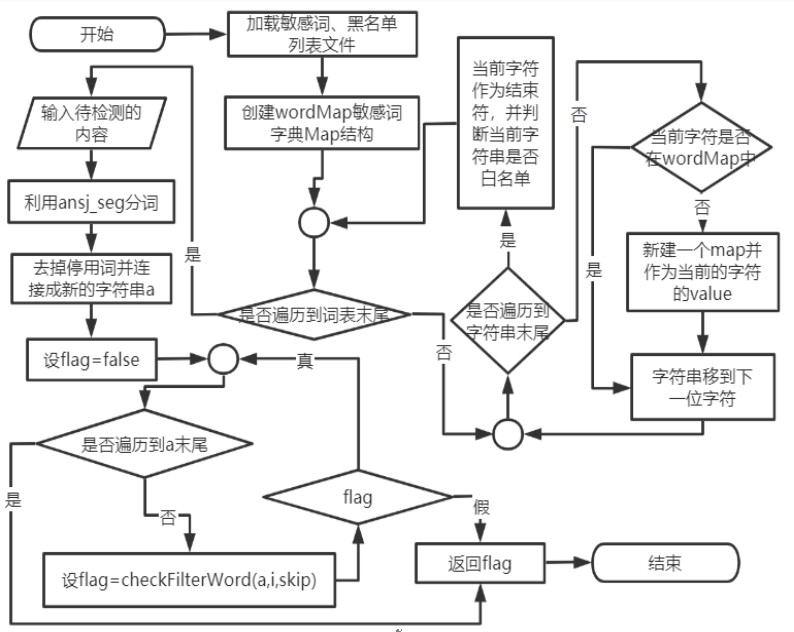 开始
加载敏感词、黑名单
列表文件
创建wordMap敏感词
字典Map结构
当前字符
作为结束
符，并判
断当前字
符串是否
白名单
否
当前字符是否
在wordMap中
输入待检测的
内容
利用ansj_seg分词
去掉停用词并连
接成新的字符串a
设flag=false
是
是否遍历到词表末尾
否
是
是否遍历到
字符串末尾
否
是
新建一个map并
作为当前的字符
的value
字符串移到下
一位字符
真
是否遍历到a末尾
是
否
flag
假
设flag=checkFilterWord(a,i,skip)
返回flag
结束